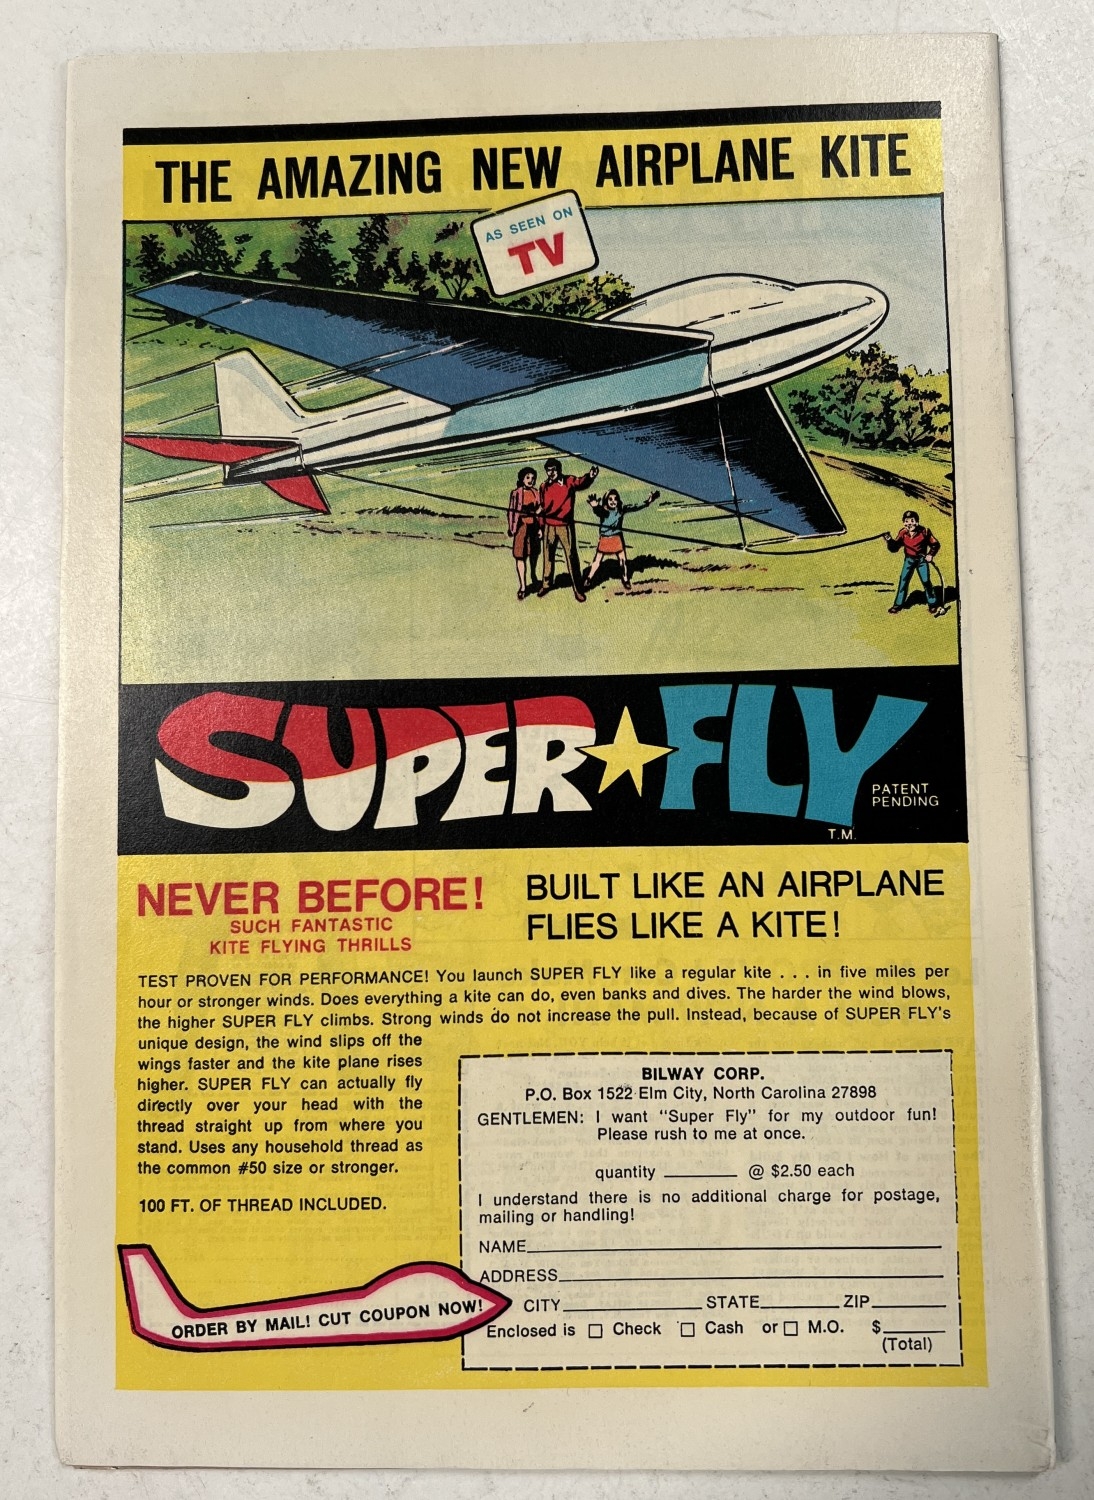 THE AMAZING NEW AIRPLANE KITE
AS SEEN ON
TV
SUPER★FLY
PATENT
PENDING
T.M.
NEVER BEFORE!
SUCH FANTASTIC
KITE FLYING THRILLS
BUILT LIKE AN AIRPLANE
FLIES LIKE A KITE!
TEST PROVEN FOR PERFORMANCE! You launch SUPER FLY like a regular kite . . . in five miles per
hour or stronger winds. Does everything a kite can do, even banks and dives. The harder the wind blows,
the higher SUPER FLY climbs. Strong winds do not increase the pull. Instead, because of SUPER FLY's
unique design, the wind slips off the
wings faster and the kite plane rises
higher. SUPER FLY can actually fly
directly over your head with the
thread straight up from where you
stand. Uses any household thread as
the common #50 size or stronger.
100 FT. OF THREAD INCLUDED.
ORDER BY MAIL! CUT COUPON NOW!
BILWAY CORP.
P.O. Box 1522 Elm City, North Carolina 27898
GENTLEMEN: I want "Super Fly" for my outdoor fun!
Please rush to me at once.
quantity ________ @ $2.50 each
I understand there is no additional charge for postage,
mailing or handling!
NAME________
ADDRESS________
CITY________ STATE________ ZIP________
Enclosed is □ Check □ Cash or □ M.O. $________
(Total)